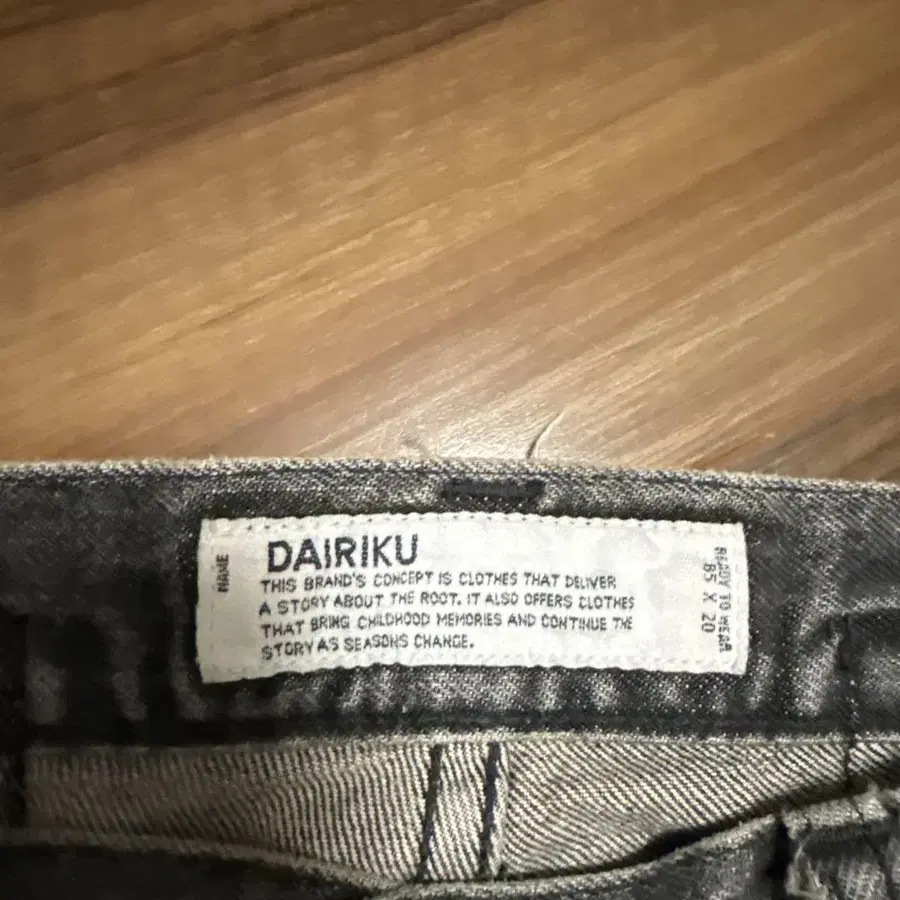 NAME
DAIRIKU
THIS BRAND'S CONCEPT IS CLOTHES THAT DELIVER
A STORY ABOUT THE ROOT. IT ALSO OFFERS CLOTHES
THAT BRING CHILDHOOD MEMORIES AND CONTINUE THE
STORY AS SEASONS CHANGE.
READY TO WEAR
85 X 20